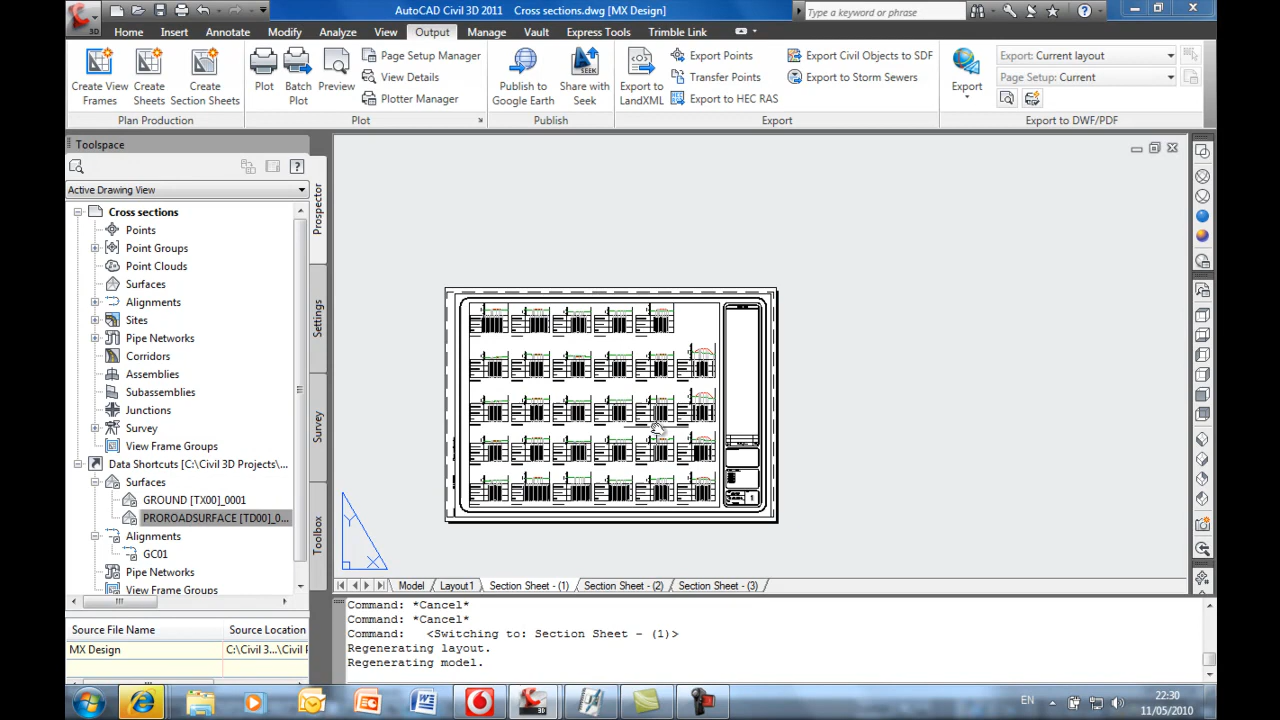 AutoCAD Civil 3D 2011 Cross sections.dwg [MX Design]
Type a keyword or phrase
3D
Home Insert Annotate Modify Analyze View Output Manage Vault Express Tools Trimble Link
Create View Frames
Create Sheets
Create Section Sheets
Plan Production
Plot
Batch Plot
Preview
Page Setup Manager
View Details
Plotter Manager
Plot
Publish to Google Earth
Share with Seek
Publish
SEEK
Export to LandXML
Export Points
Transfer Points
Export to HEC RAS
Export Civil Objects to SDF
Export to Storm Sewers
Export
Export
Export: Current layout
Page Setup: Current
Export to DWF/PDF
Toolspace
Active Drawing View
Cross sections
Points
Point Groups
Point Clouds
Surfaces
Alignments
Sites
Pipe Networks
Corridors
Assemblies
Subassemblies
Junctions
Survey
View Frame Groups
Data Shortcuts [C:\Civil 3D Projects\...
Surfaces
GROUND [TX00]_0001
PROROADSURFACE [TD00]_0...
Alignments
GC01
Pipe Networks
View Frame Groups
Prospector
Settings
Survey
Toolbox
Source File Name Source Location
MX Design C:\Civil 3...\Civil P
Y
X
1
Model Layout1 Section Sheet - (1) Section Sheet - (2) Section Sheet - (3)
Command: *Cancel*
Command: *Cancel*
Command: <Switching to: Section Sheet - (1)>
Regenerating layout.
Regenerating model.
EN
22:30
11/05/2010